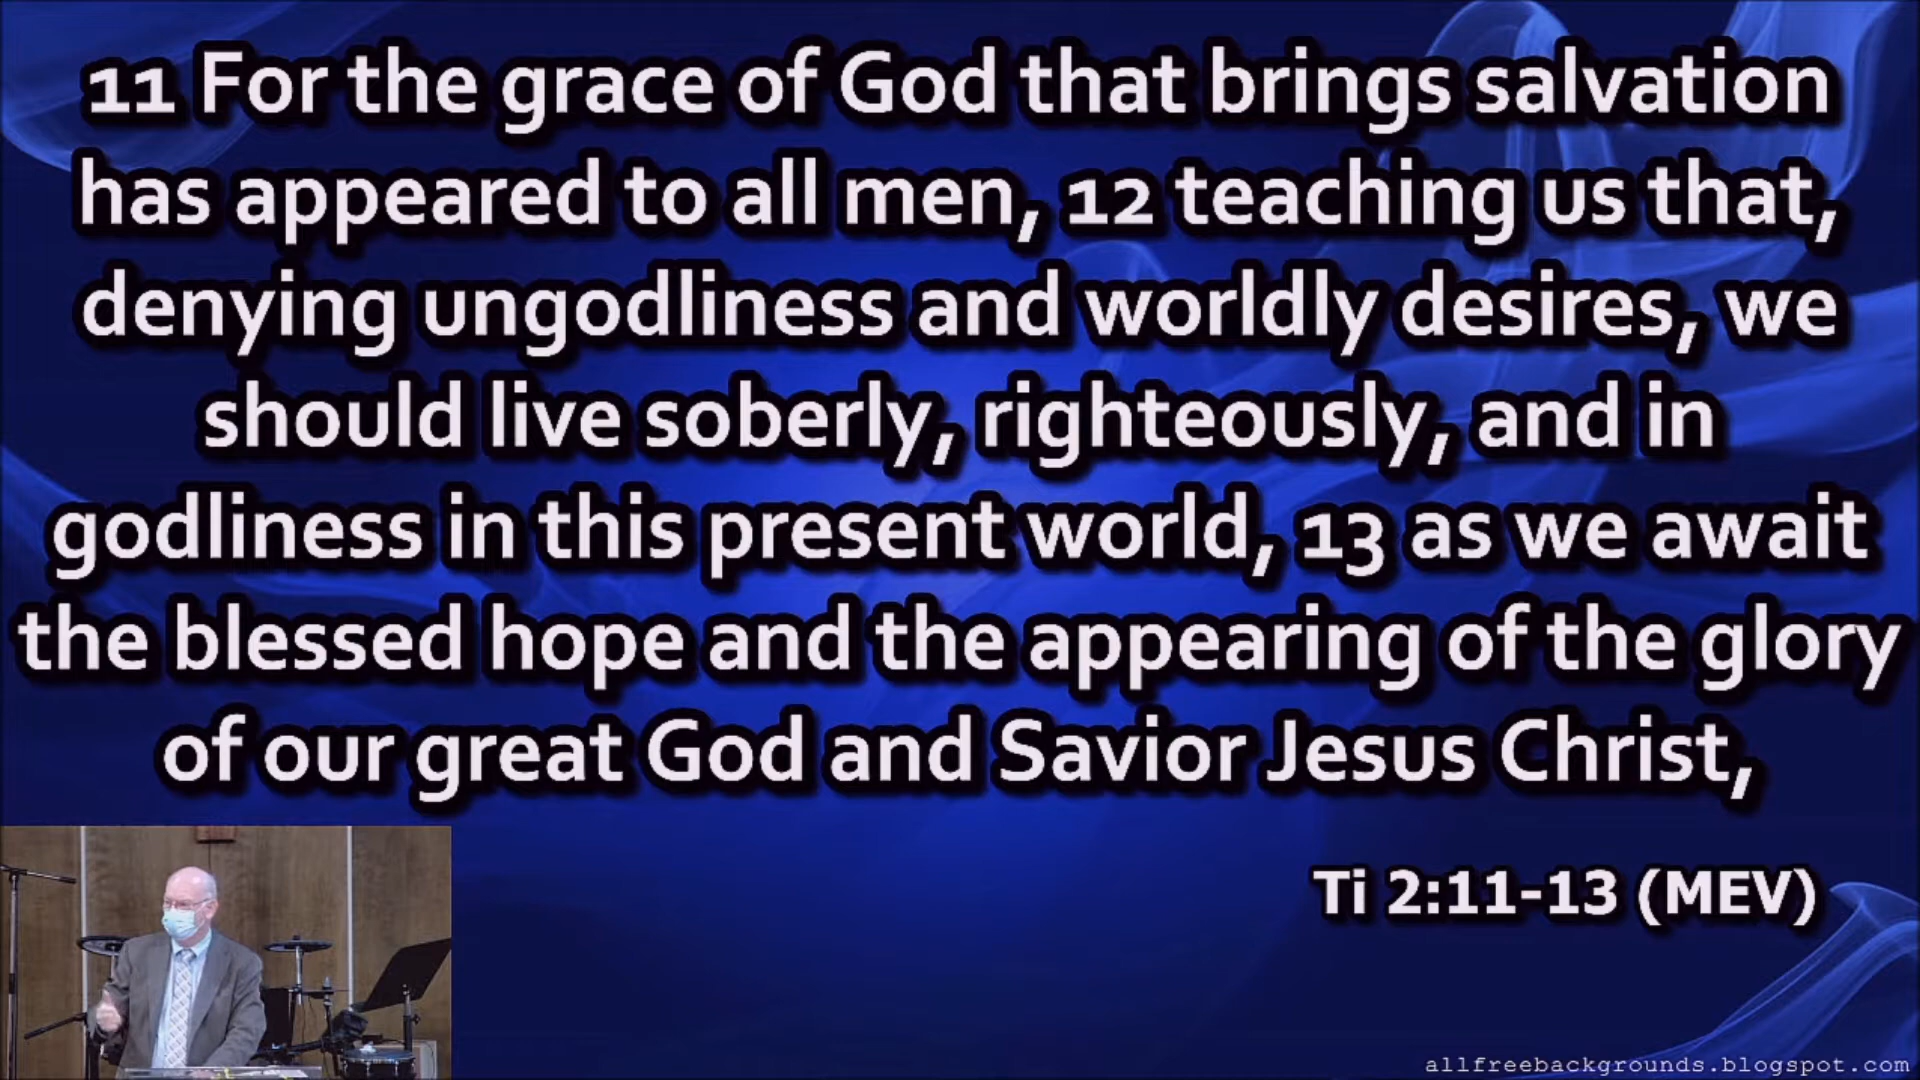 11 For the grace of God that brings salvation
has appeared to all men, 12 teaching us that,
denying ungodliness and worldly desires, we
should live soberly, righteously, and in
godliness in this present world, 13 as we await
the blessed hope and the appearing of the glory
of our great God and Savior Jesus Christ,
Ti 2:11-13 (MEV)
allfreebackgrounds.blogspot.com